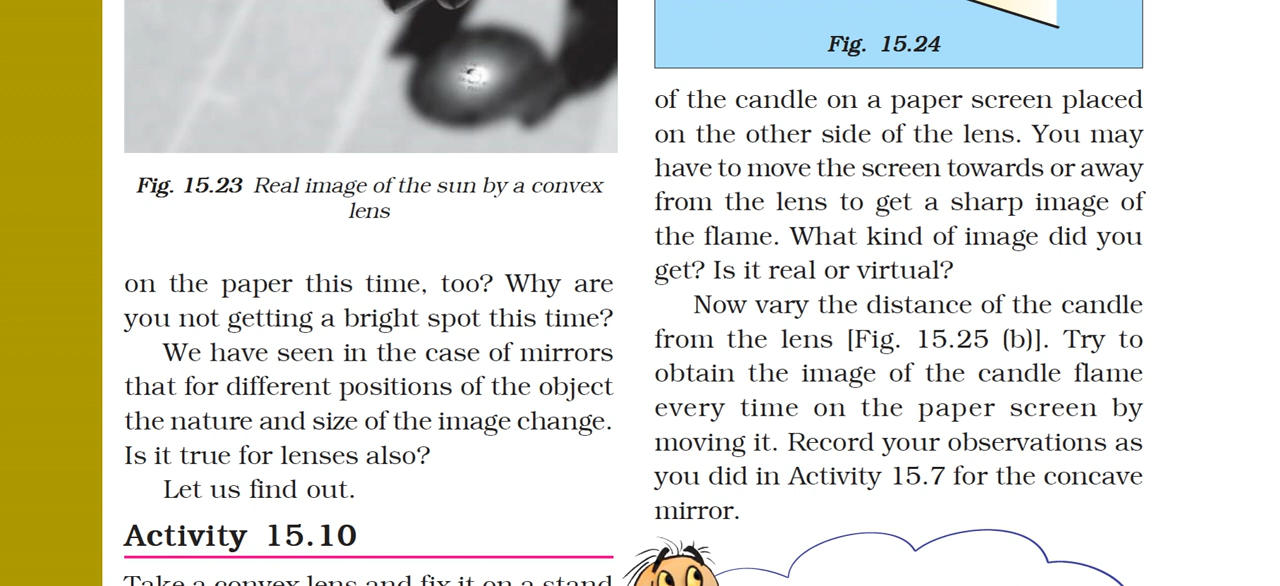 Fig. 15.23 Real image of the sun by a convex
lens
on the paper this time, too? Why are
you not getting a bright spot this time?
We have seen in the case of mirrors
that for different positions of the object
the nature and size of the image change.
Is it true for lenses also?
Let us find out.
Activity 15.10
Take a convex lens and fix it on a stand
Fig. 15.24
of the candle on a paper screen placed
on the other side of the lens. You may
have to move the screen towards or away
from the lens to get a sharp image of
the flame. What kind of image did you
get? Is it real or virtual?
Now vary the distance of the candle
from the lens [Fig. 15.25 (b)]. Try to
obtain the image of the candle flame
every time on the paper screen by
moving it. Record your observations as
you did in Activity 15.7 for the concave
mirror.